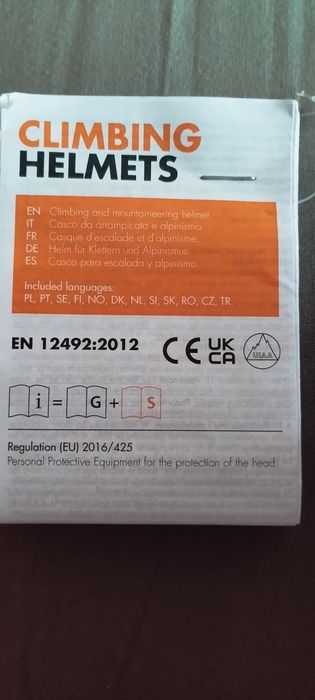 CLIMBING
HELMETS
EN Climbing and mountaineering helmet.
IT Casco da arrampicata e alpinismo.
FR Casque d'escalade et d'alpinisme.
DE Helm für Klettern und Alpinismus.
ES Casco para escalada y alpinismo.
Included languages:
PL, PT, SE, FI, NO, DK, NL, SI, SK, RO, CZ, TR.
EN 12492:2012
CE UK
CA
UIAA
i = G + S
Regulation (EU) 2016/425
Personal Protective Equipment for the protection of the head.